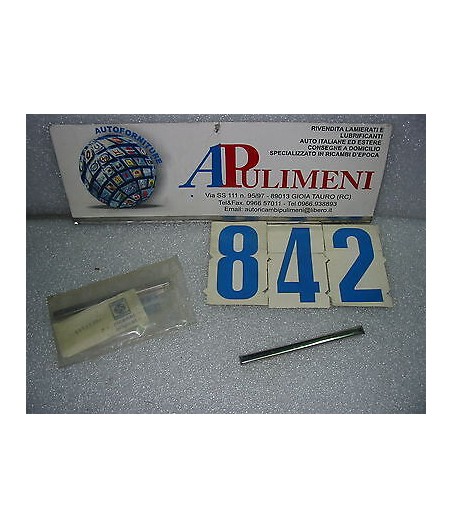 AUTOFORNITURE
RIVENDITA LAMIERATI E
LUBRIFICANTI
AUTO ITALIANE ED ESTERE
CONSEGNE A DOMICILIO
SPECIALIZZATO IN RICAMBI D'EPOCA
APULIMENI
Via SS 111 n. 95/97 - 89013 GIOIA TAURO (RC)
Tel&Fax. 0966 57011 - Tel.0966.938893
Email: autoricambipulimeni@libero.it
842